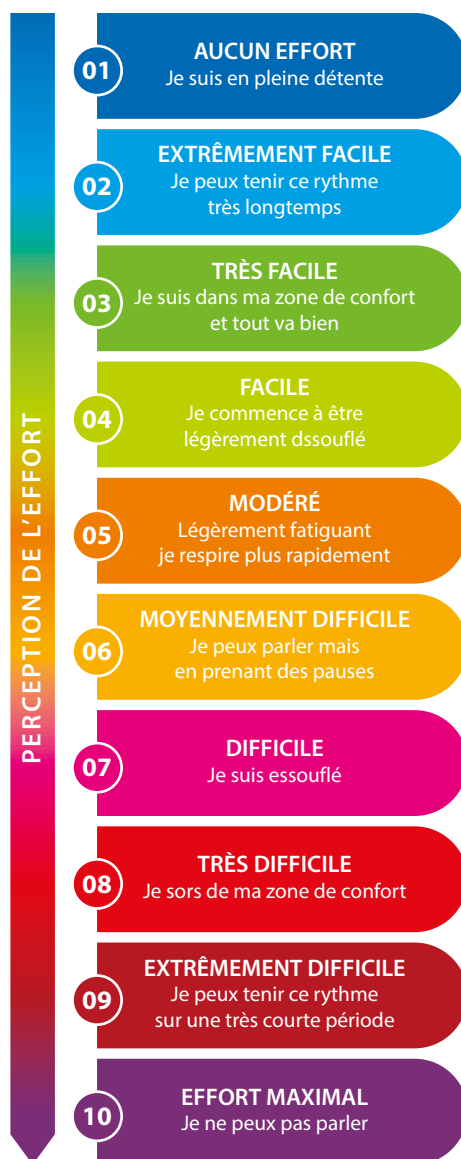 PERCEPTION DE L'EFFORT
01
AUCUN EFFORT
Je suis en pleine détente
02
EXTRÊMEMENT FACILE
Je peux tenir ce rythme
très longtemps
03
TRÈS FACILE
Je suis dans ma zone de confort
et tout va bien
04
FACILE
Je commence à être
légèrement dssouflé
05
MODÉRÉ
Légèrement fatiguant
je respire plus rapidement
06
MOYENNEMENT DIFFICILE
Je peux parler mais
en prenant des pauses
07
DIFFICILE
Je suis essouflé
08
TRÈS DIFFICILE
Je sors de ma zone de confort
09
EXTRÊMEMENT DIFFICILE
Je peux tenir ce rythme
sur une très courte période
10
EFFORT MAXIMAL
Je ne peux pas parler